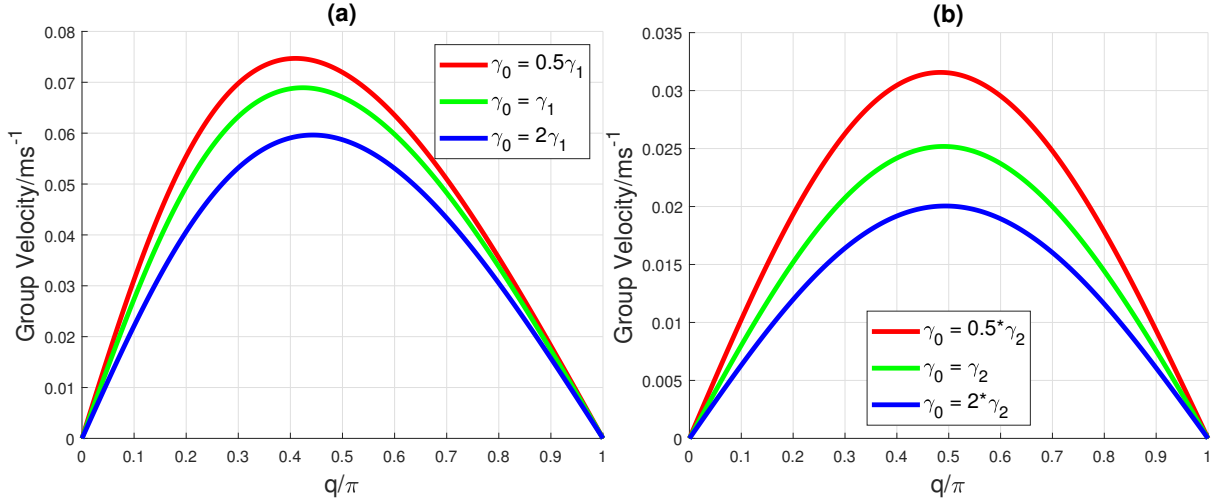 (a)
Group Velocity/ms⁻¹
0.08
0.07
0.06
0.05
0.04
0.03
0.02
0.01
0
γ₀ = 0.5γ₁
γ₀ = γ₁
γ₀ = 2γ₁
0 0.1 0.2 0.3 0.4 0.5 0.6 0.7 0.8 0.9 1
q/π
(b)
Group Velocity/ms⁻¹
0.035
0.03
0.025
0.02
0.015
0.01
0.005
0
γ₀ = 0.5*γ₂
γ₀ = γ₂
γ₀ = 2*γ₂
0 0.1 0.2 0.3 0.4 0.5 0.6 0.7 0.8 0.9 1
q/π